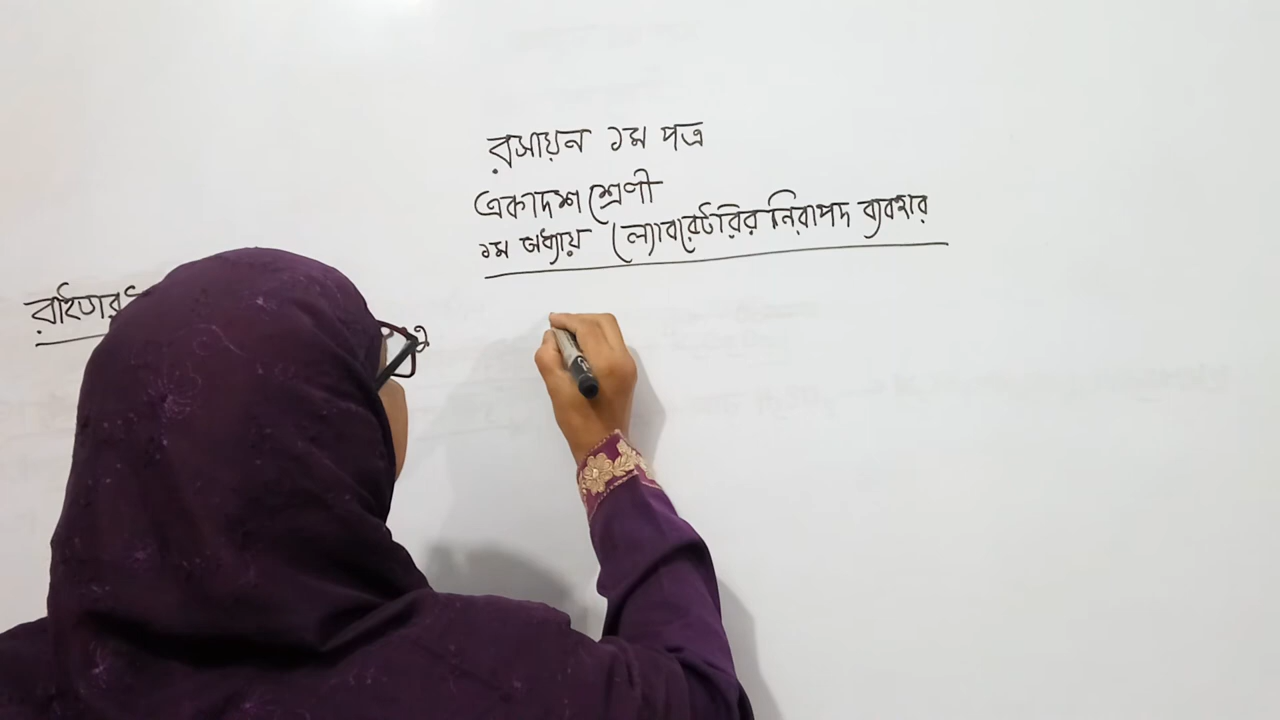 রসায়ন ১ম পত্র
একাদশ শ্রেণী
১ম অধ্যায় (ল্যাবরেটরির নিরাপদ ব্যবহার